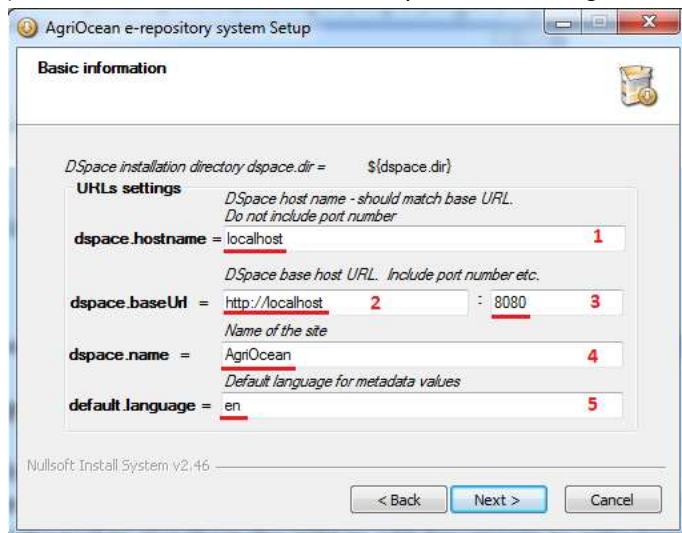 AgriOcean e-repository system Setup
Basic information
DSpace installation directory dspace.dir = ${dspace.dir}
URLs settings
DSpace host name - should match base URL.
Do not include port number
dspace.hostname = localhost 1
DSpace base host URL. Include port number etc.
dspace.baseUrl = http://localhost 2 : 8080 3
Name of the site
dspace.name = AgriOcean 4
Default language for metadata values
default.language = en 5
Nullsoft Install System v2.46
< Back Next > Cancel